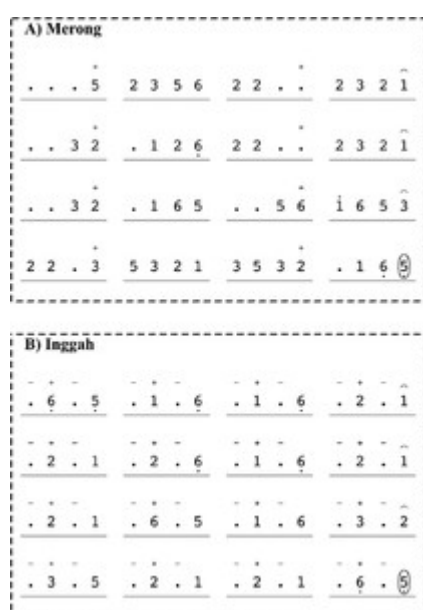 A) Merong
. . . 5 2 3 5 6 2 2 . . 2 3 2 1
. . 3 2 . 1 2 6̣ 2 2 . . 2 3 2 1
. . 3 2 . 1 6 5 . . 5 6 1̇ 6 5 3
2 2 . 3 5 3 2 1 3 5 3 2 . 1 6̣ 5̣
B) Inggah
. 6̣ . 5̣ . 1 . 6̣ . 1 . 6̣ . 2 . 1
. 2 . 1 . 2 . 6̣ . 1 . 6̣ . 2 . 1
. 2 . 1 . 6 . 5 . 1 . 6 . 3 . 2
. 3 . 5 . 2 . 1 . 2 . 1 . 6̣ . 5̣